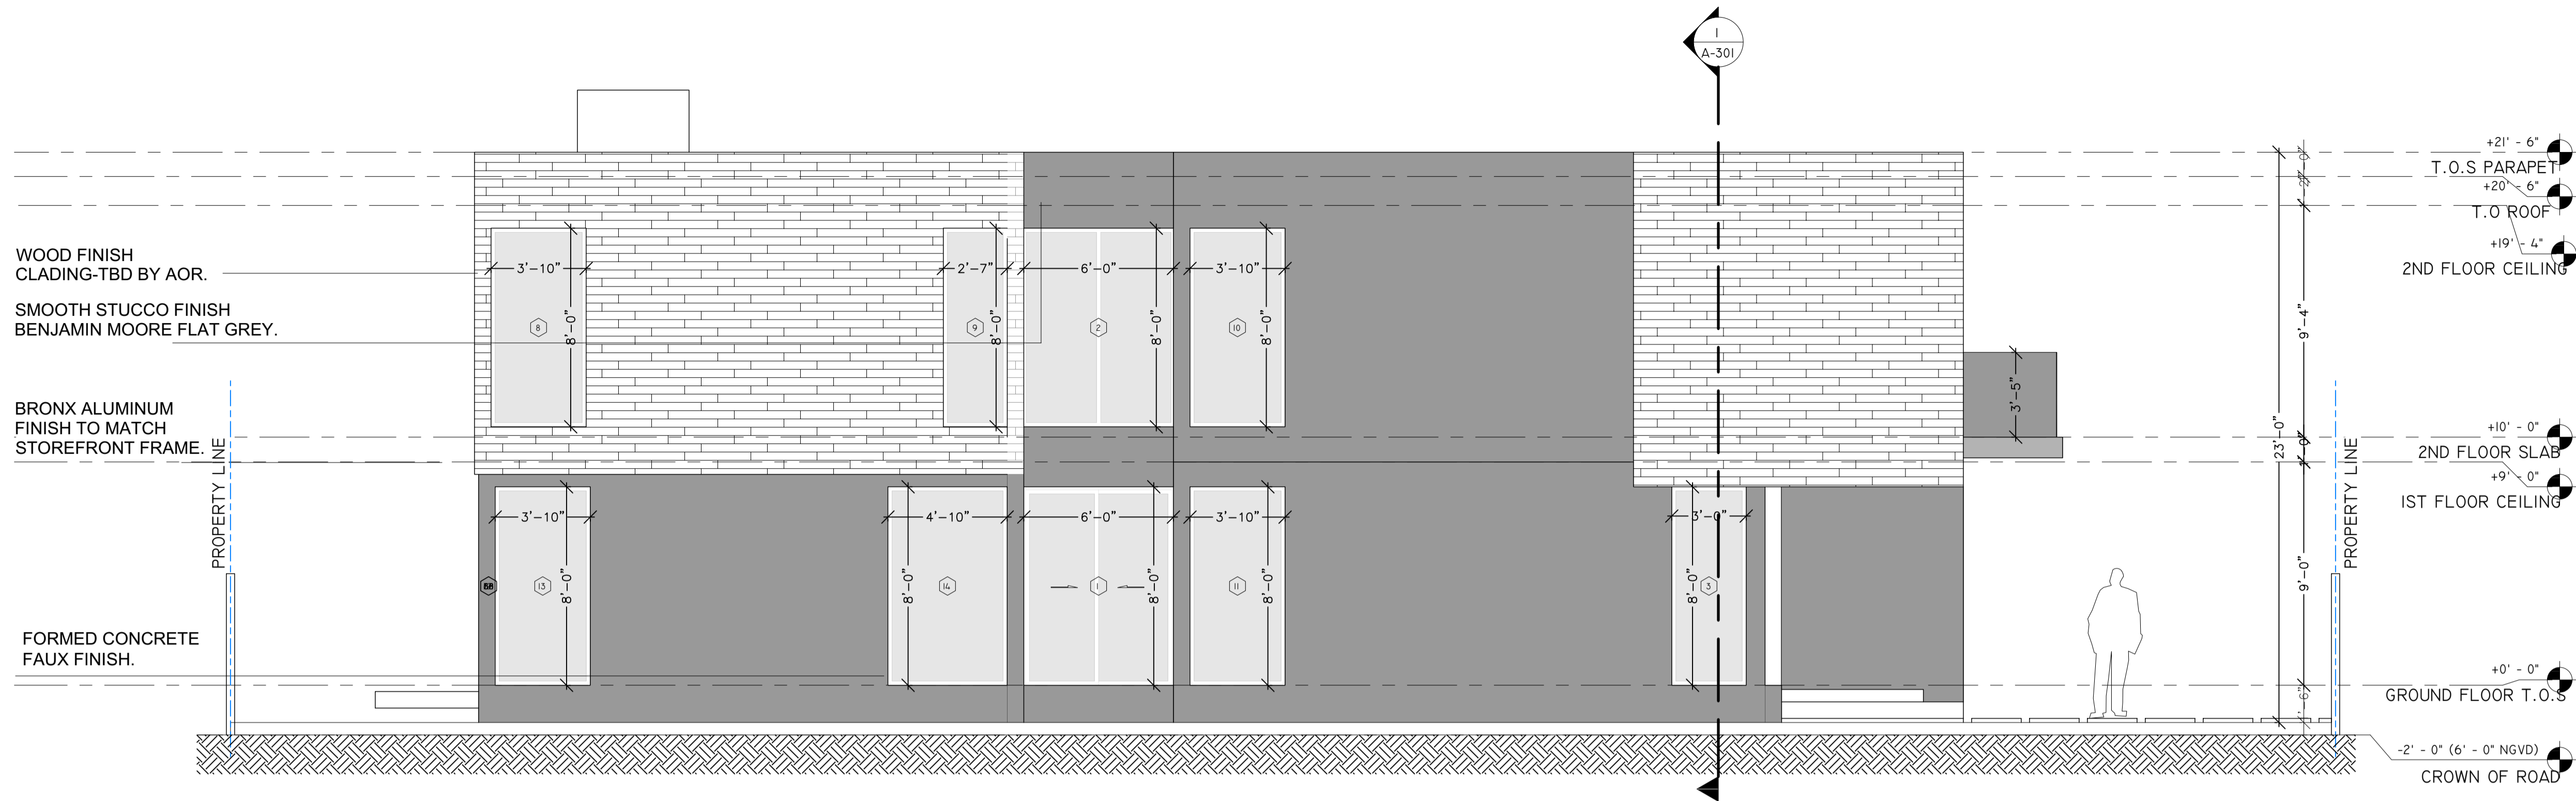 1
A-301
+21' - 6"
T.O.S PARAPET
+20' - 6"
T.O ROOF
+19' - 4"
2ND FLOOR CEILING
WOOD FINISH
CLADING-TBD BY AOR.
SMOOTH STUCCO FINISH
BENJAMIN MOORE FLAT GREY.
BRONX ALUMINUM
FINISH TO MATCH
STOREFRONT FRAME.
PROPERTY LINE
FORMED CONCRETE
FAUX FINISH.
3'-10"
8
8'-0"
2'-7"
9
8'-0"
6'-0"
2
8'-0"
3'-10"
10
8'-0"
3'-5"
9'-4"
23'-0"
+10' - 0"
2ND FLOOR SLAB
+9' - 0"
1ST FLOOR CEILING
PROPERTY LINE
3'-10"
13
8'-0"
4'-10"
8'-0"
14
6'-0"
1
8'-0"
3'-10"
11
8'-0"
3'-0"
8'-0"
3
9'-0"
+0' - 0"
GROUND FLOOR T.O.S
-2' - 0" (6' - 0" NGVD)
CROWN OF ROAD